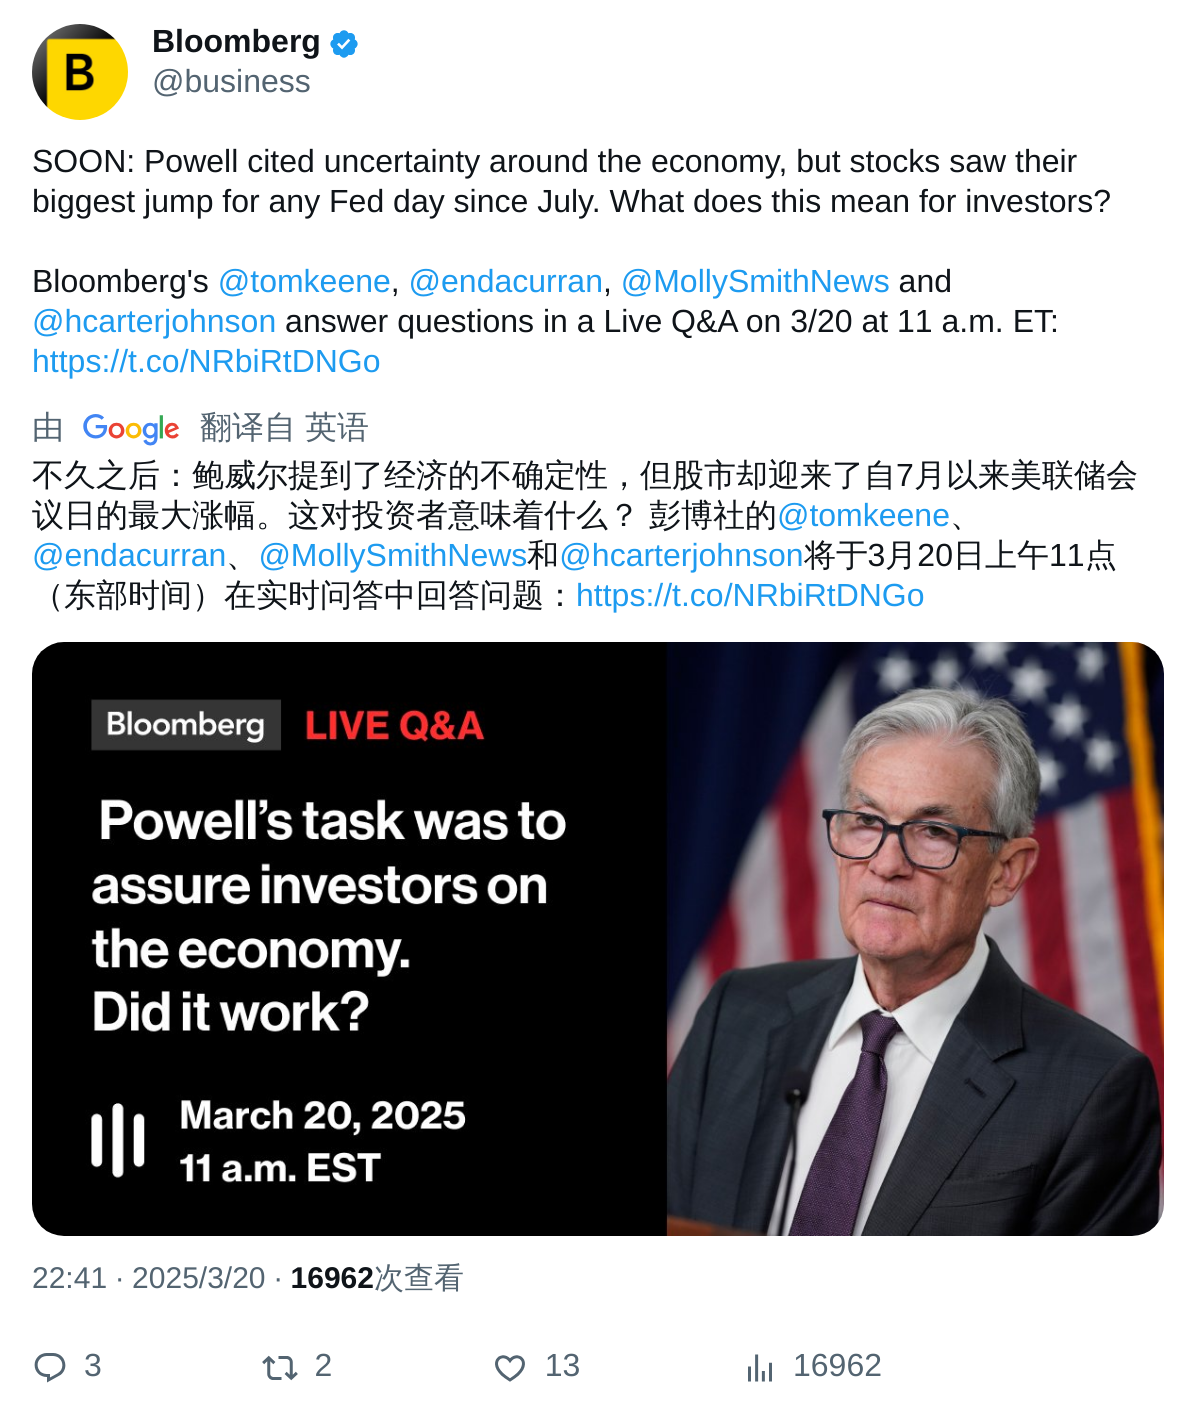 Bloomberg
@business
B
SOON: Powell cited uncertainty around the economy, but stocks saw their
biggest jump for any Fed day since July. What does this mean for investors?
Bloomberg's @tomkeene, @endacurran, @MollySmithNews and
@hcarterjohnson answer questions in a Live Q&A on 3/20 at 11 a.m. ET:
https://t.co/NRbiRtDNGo
由 Google 翻译自 英语
不久之后：鲍威尔提到了经济的不确定性，但股市却迎来了自7月以来美联储会
议日的最大涨幅。这对投资者意味着什么？ 彭博社的@tomkeene、
@endacurran、@MollySmithNews和@hcarterjohnson将于3月20日上午11点
（东部时间）在实时问答中回答问题：https://t.co/NRbiRtDNGo
Bloomberg LIVE Q&A
Powell’s task was to
assure investors on
the economy.
Did it work?
March 20, 2025
11 a.m. EST
22:41 · 2025/3/20 · 16962次查看
3 2 13 16962